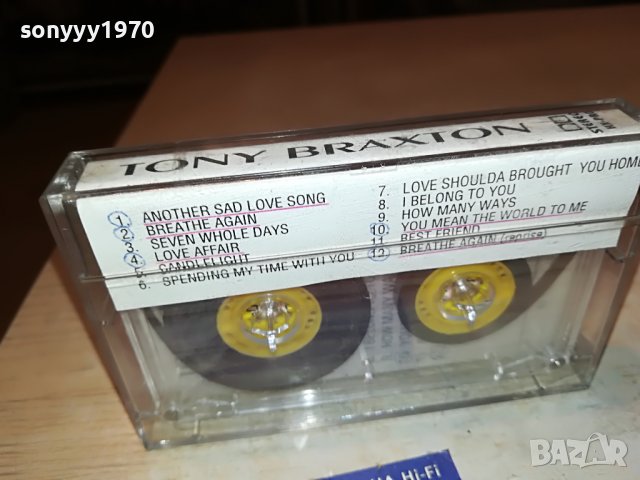 sonyyy1970
TONY BRAXTON
STEREO
1. ANOTHER SAD LOVE SONG
2. BREATHE AGAIN
3. SEVEN WHOLE DAYS
4. LOVE AFFAIR
5. CANDLELIGHT
6. SPENDING MY TIME WITH YOU
7. LOVE SHOULDA BROUGHT YOU HOME
8. I BELONG TO YOU
9. HOW MANY WAYS
10. YOU MEAN THE WORLD TO ME
11. BEST FRIEND
12. BREATHE AGAIN (reprise)
Hi-Fi
BAZAR
bg